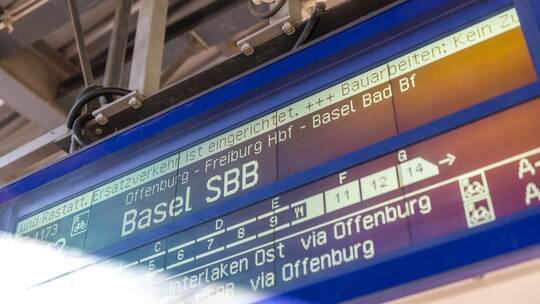 und Rastatt. Ersatzverkehr ist eingerichtet. +++ Bauarbeiten: Kein Zu
Offenburg - Freiburg Hbf - Basel Bad Bf
173
Basel SBB
C D E F G
5 6 7 8 9 11 12 14
Interlaken Ost via Offenburg
via Offenburg